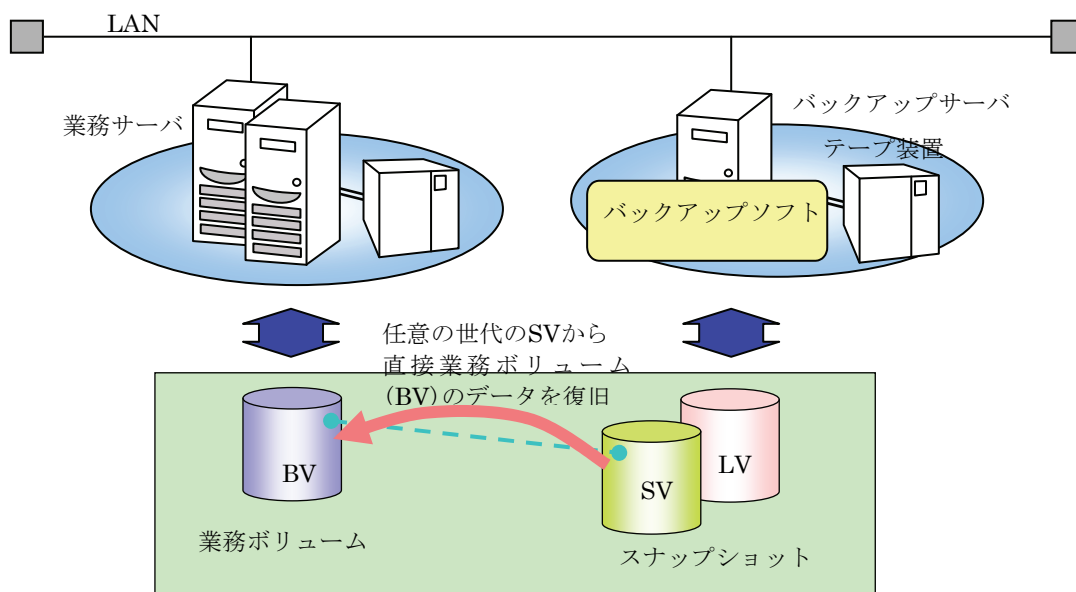 LAN
業務サーバ
バックアップサーバ
テープ装置
バックアップソフト
任意の世代のSVから
直接業務ボリューム
(BV)のデータを復旧
BV
SV
LV
業務ボリューム
スナップショット